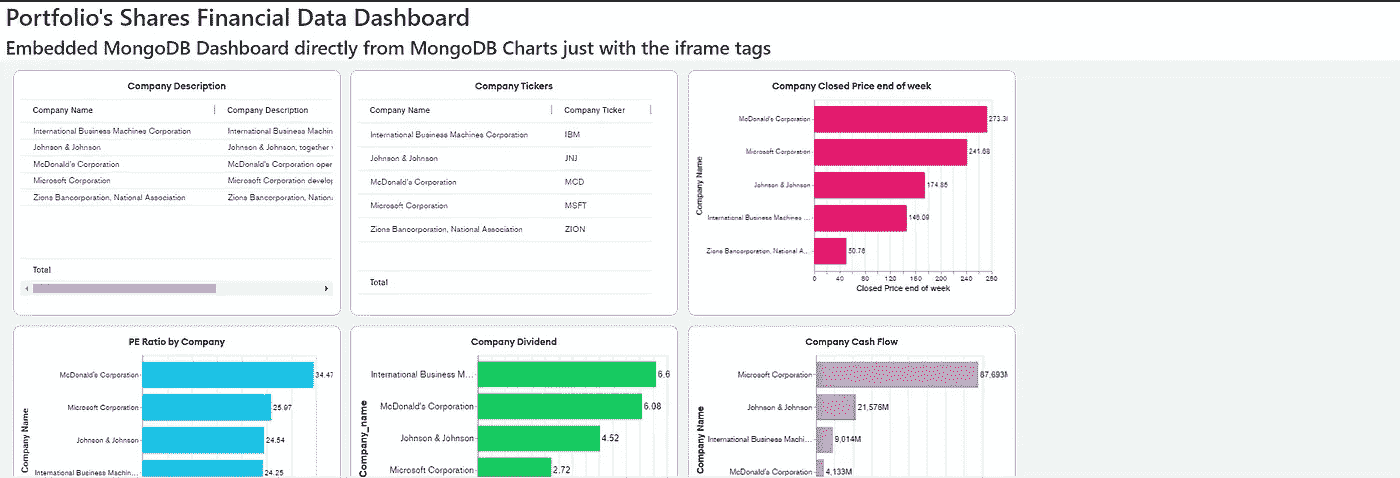 Portfolio's Shares Financial Data Dashboard
Embedded MongoDB Dashboard directly from MongoDB Charts just with the iframe tags
Company Description
Company Name Company Description
International Business Machines Corporation International Business Machin
Johnson & Johnson Johnson & Johnson, together
McDonald's Corporation McDonald's Corporation oper
Microsoft Corporation Microsoft Corporation develop
Zions Bancorporation, National Association Zions Bancorporation, Nation
Total
Company Tickers
Company Name Company Ticker
International Business Machines Corporation IBM
Johnson & Johnson JNJ
McDonald's Corporation MCD
Microsoft Corporation MSFT
Zions Bancorporation, National Association ZION
Total
Company Closed Price end of week
Company Name
McDonald's Corporation 273.3
Microsoft Corporation 241.68
Johnson & Johnson 174.85
International Business Machines ... 146.09
Zions Bancorporation, National A... 50.76
0 40 80 120 160 200 240 280
Closed Price end of week
PE Ratio by Company
Company Name
McDonald's Corporation 34.47
Microsoft Corporation 25.97
Johnson & Johnson 24.54
International Business Machin... 24.25
Company Dividend
Company_name
International Business M... 6.6
McDonald's Corporation 6.08
Johnson & Johnson 4.52
Microsoft Corporation 2.72
Company Cash Flow
Company Name
Microsoft Corporation 87,693M
Johnson & Johnson 21,576M
International Business Machi... 9,014M
McDonald's Corporation 4,133M